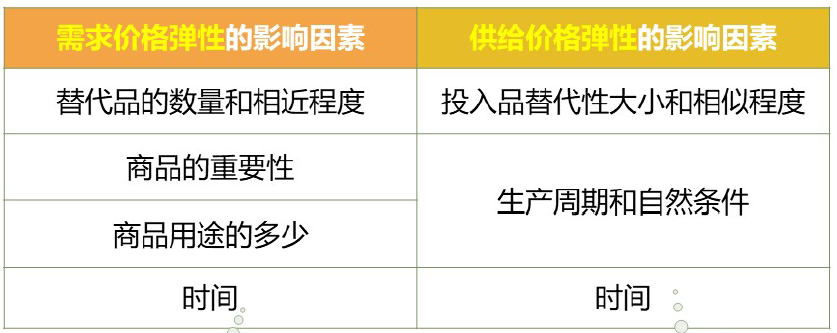 需求价格弹性的影响因素
供给价格弹性的影响因素
替代品的数量和相近程度
投入品替代性大小和相似程度
商品的重要性
生产周期和自然条件
商品用途的多少
时间
时间